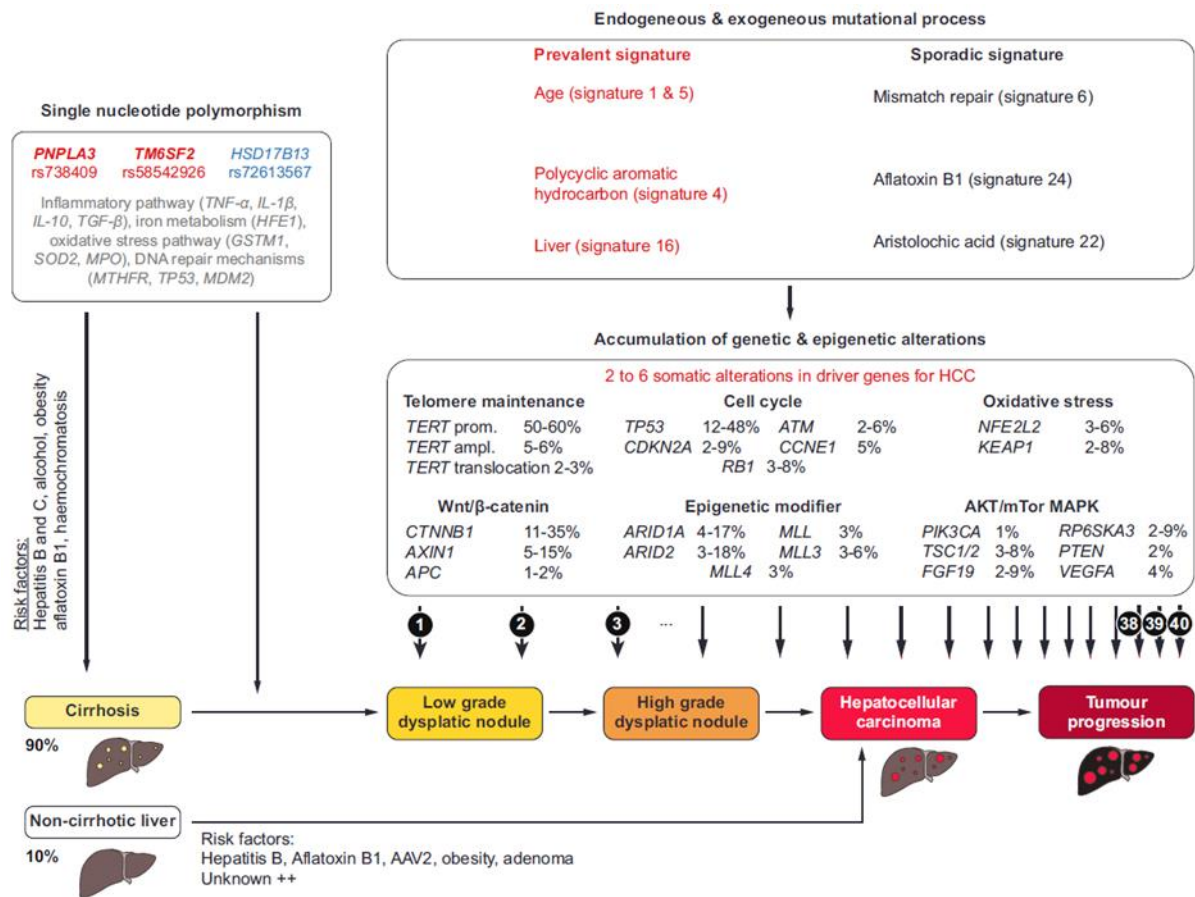 Endogeneous & exogeneous mutational process
Prevalent signature
Sporadic signature
Age (signature 1 & 5)
Mismatch repair (signature 6)
Polycyclic aromatic
hydrocarbon (signature 4)
Aflatoxin B1 (signature 24)
Liver (signature 16)
Aristolochic acid (signature 22)
Single nucleotide polymorphism
PNPLA3 TM6SF2 HSD17B13
rs738409 rs58542926 rs72613567
Inflammatory pathway (TNF-α, IL-1β,
IL-10, TGF-β), iron metabolism (HFE1),
oxidative stress pathway (GSTM1,
SOD2, MPO), DNA repair mechanisms
(MTHFR, TP53, MDM2)
Accumulation of genetic & epigenetic alterations
2 to 6 somatic alterations in driver genes for HCC
Telomere maintenance
TERT prom. 50-60%
TERT ampl. 5-6%
TERT translocation 2-3%
Cell cycle
TP53 12-48% ATM 2-6%
CDKN2A 2-9% CCNE1 5%
RB1 3-8%
Oxidative stress
NFE2L2 3-6%
KEAP1 2-8%
Wnt/β-catenin
CTNNB1 11-35%
AXIN1 5-15%
APC 1-2%
Epigenetic modifier
ARID1A 4-17% MLL 3%
ARID2 3-18% MLL3 3-6%
MLL4 3%
AKT/mTor MAPK
PIK3CA 1% RP6SKA3 2-9%
TSC1/2 3-8% PTEN 2%
FGF19 2-9% VEGFA 4%
Risk factors:
Hepatitis B and C, alcohol, obesity
aflatoxin B1, haemochromatosis
1 2 3 ... 38 39 40
Cirrhosis
90%
Low grade
dysplatic nodule
High grade
dysplatic nodule
Hepatocellular
carcinoma
Tumour
progression
Non-cirrhotic liver
10%
Risk factors:
Hepatitis B, Aflatoxin B1, AAV2, obesity, adenoma
Unknown ++